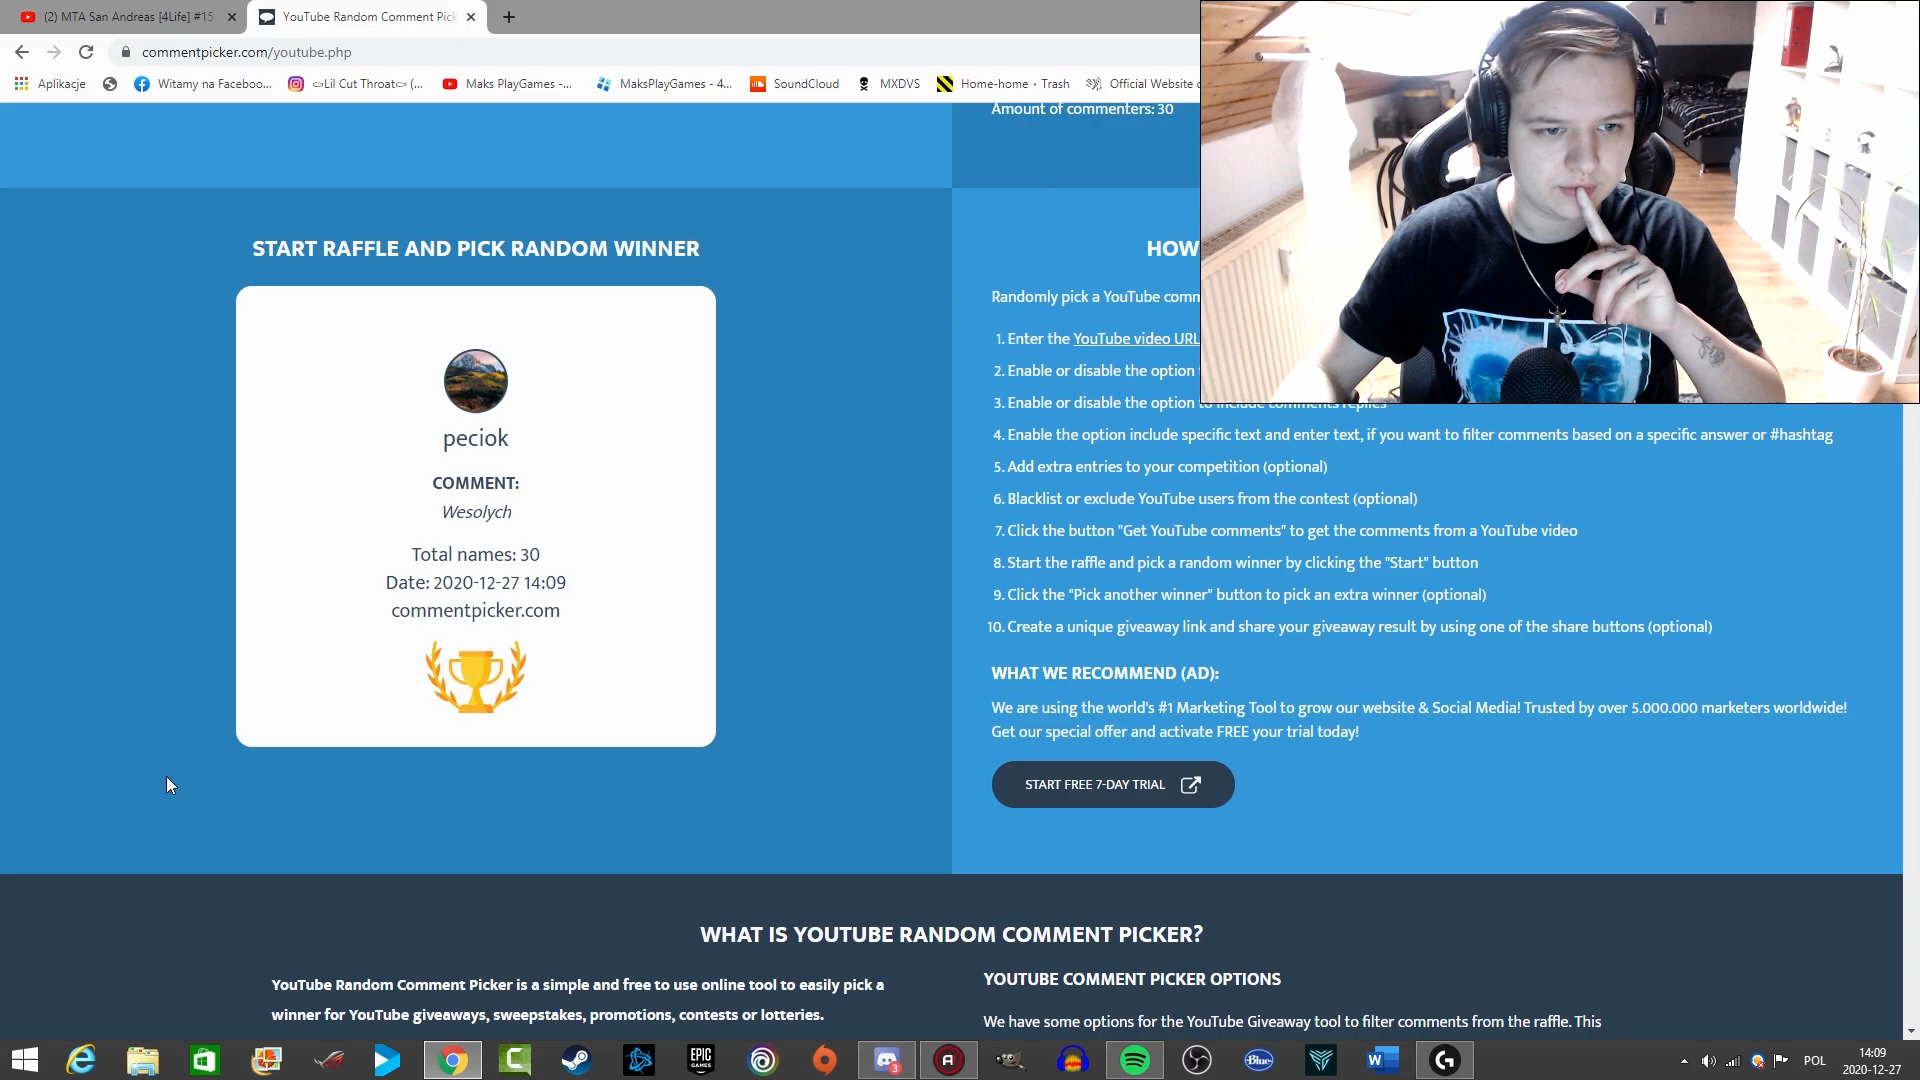 (2) MTA San Andreas [4Life] #15
YouTube Random Comment Pick
commentpicker.com/youtube.php
Aplikacje
Witamy na Faceboo...
⊂Lil Cut Throat⊂ (...
Maks PlayGames -...
MaksPlayGames - 4...
SoundCloud
MXDVS
Home-home · Trash
Official Website
Amount of commenters: 30
START RAFFLE AND PICK RANDOM WINNER
peciok
COMMENT:
Wesolych
Total names: 30
Date: 2020-12-27 14:09
commentpicker.com
HOW
Randomly pick a YouTube comm
1. Enter the YouTube video URL
2. Enable or disable the option
3. Enable or disable the option to include comments replies
4. Enable the option include specific text and enter text, if you want to filter comments based on a specific answer or #hashtag
5. Add extra entries to your competition (optional)
6. Blacklist or exclude YouTube users from the contest (optional)
7. Click the button "Get YouTube comments" to get the comments from a YouTube video
8. Start the raffle and pick a random winner by clicking the "Start" button
9. Click the "Pick another winner" button to pick an extra winner (optional)
10. Create a unique giveaway link and share your giveaway result by using one of the share buttons (optional)
WHAT WE RECOMMEND (AD):
We are using the world's #1 Marketing Tool to grow our website & Social Media! Trusted by over 5.000.000 marketers worldwide!
Get our special offer and activate FREE your trial today!
START FREE 7-DAY TRIAL
WHAT IS YOUTUBE RANDOM COMMENT PICKER?
YouTube Random Comment Picker is a simple and free to use online tool to easily pick a
winner for YouTube giveaways, sweepstakes, promotions, contests or lotteries.
YOUTUBE COMMENT PICKER OPTIONS
We have some options for the YouTube Giveaway tool to filter comments from the raffle. This
EPIC
GAMES
3
Blue
POL
14:09
2020-12-27